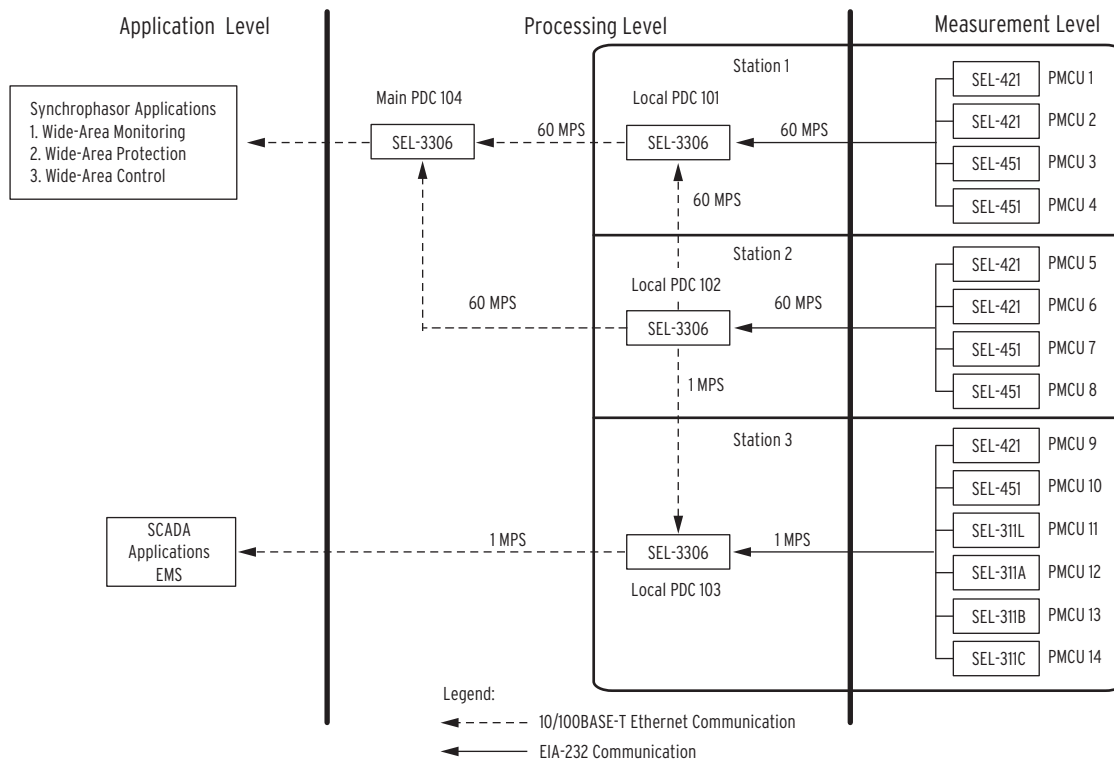 Application Level
Processing Level
Measurement Level
Synchrophasor Applications
1. Wide-Area Monitoring
2. Wide-Area Protection
3. Wide-Area Control
Main PDC 104
SEL-3306
60 MPS
Station 1
Local PDC 101
SEL-3306
60 MPS
60 MPS
SEL-421 PMCU 1
SEL-421 PMCU 2
SEL-451 PMCU 3
SEL-451 PMCU 4
Station 2
Local PDC 102
SEL-3306
60 MPS
60 MPS
1 MPS
SEL-421 PMCU 5
SEL-421 PMCU 6
SEL-451 PMCU 7
SEL-451 PMCU 8
Station 3
SEL-3306
Local PDC 103
1 MPS
1 MPS
SEL-421 PMCU 9
SEL-451 PMCU 10
SEL-311L PMCU 11
SEL-311A PMCU 12
SEL-311B PMCU 13
SEL-311C PMCU 14
SCADA
Applications
EMS
Legend:
10/100BASE-T Ethernet Communication
EIA-232 Communication